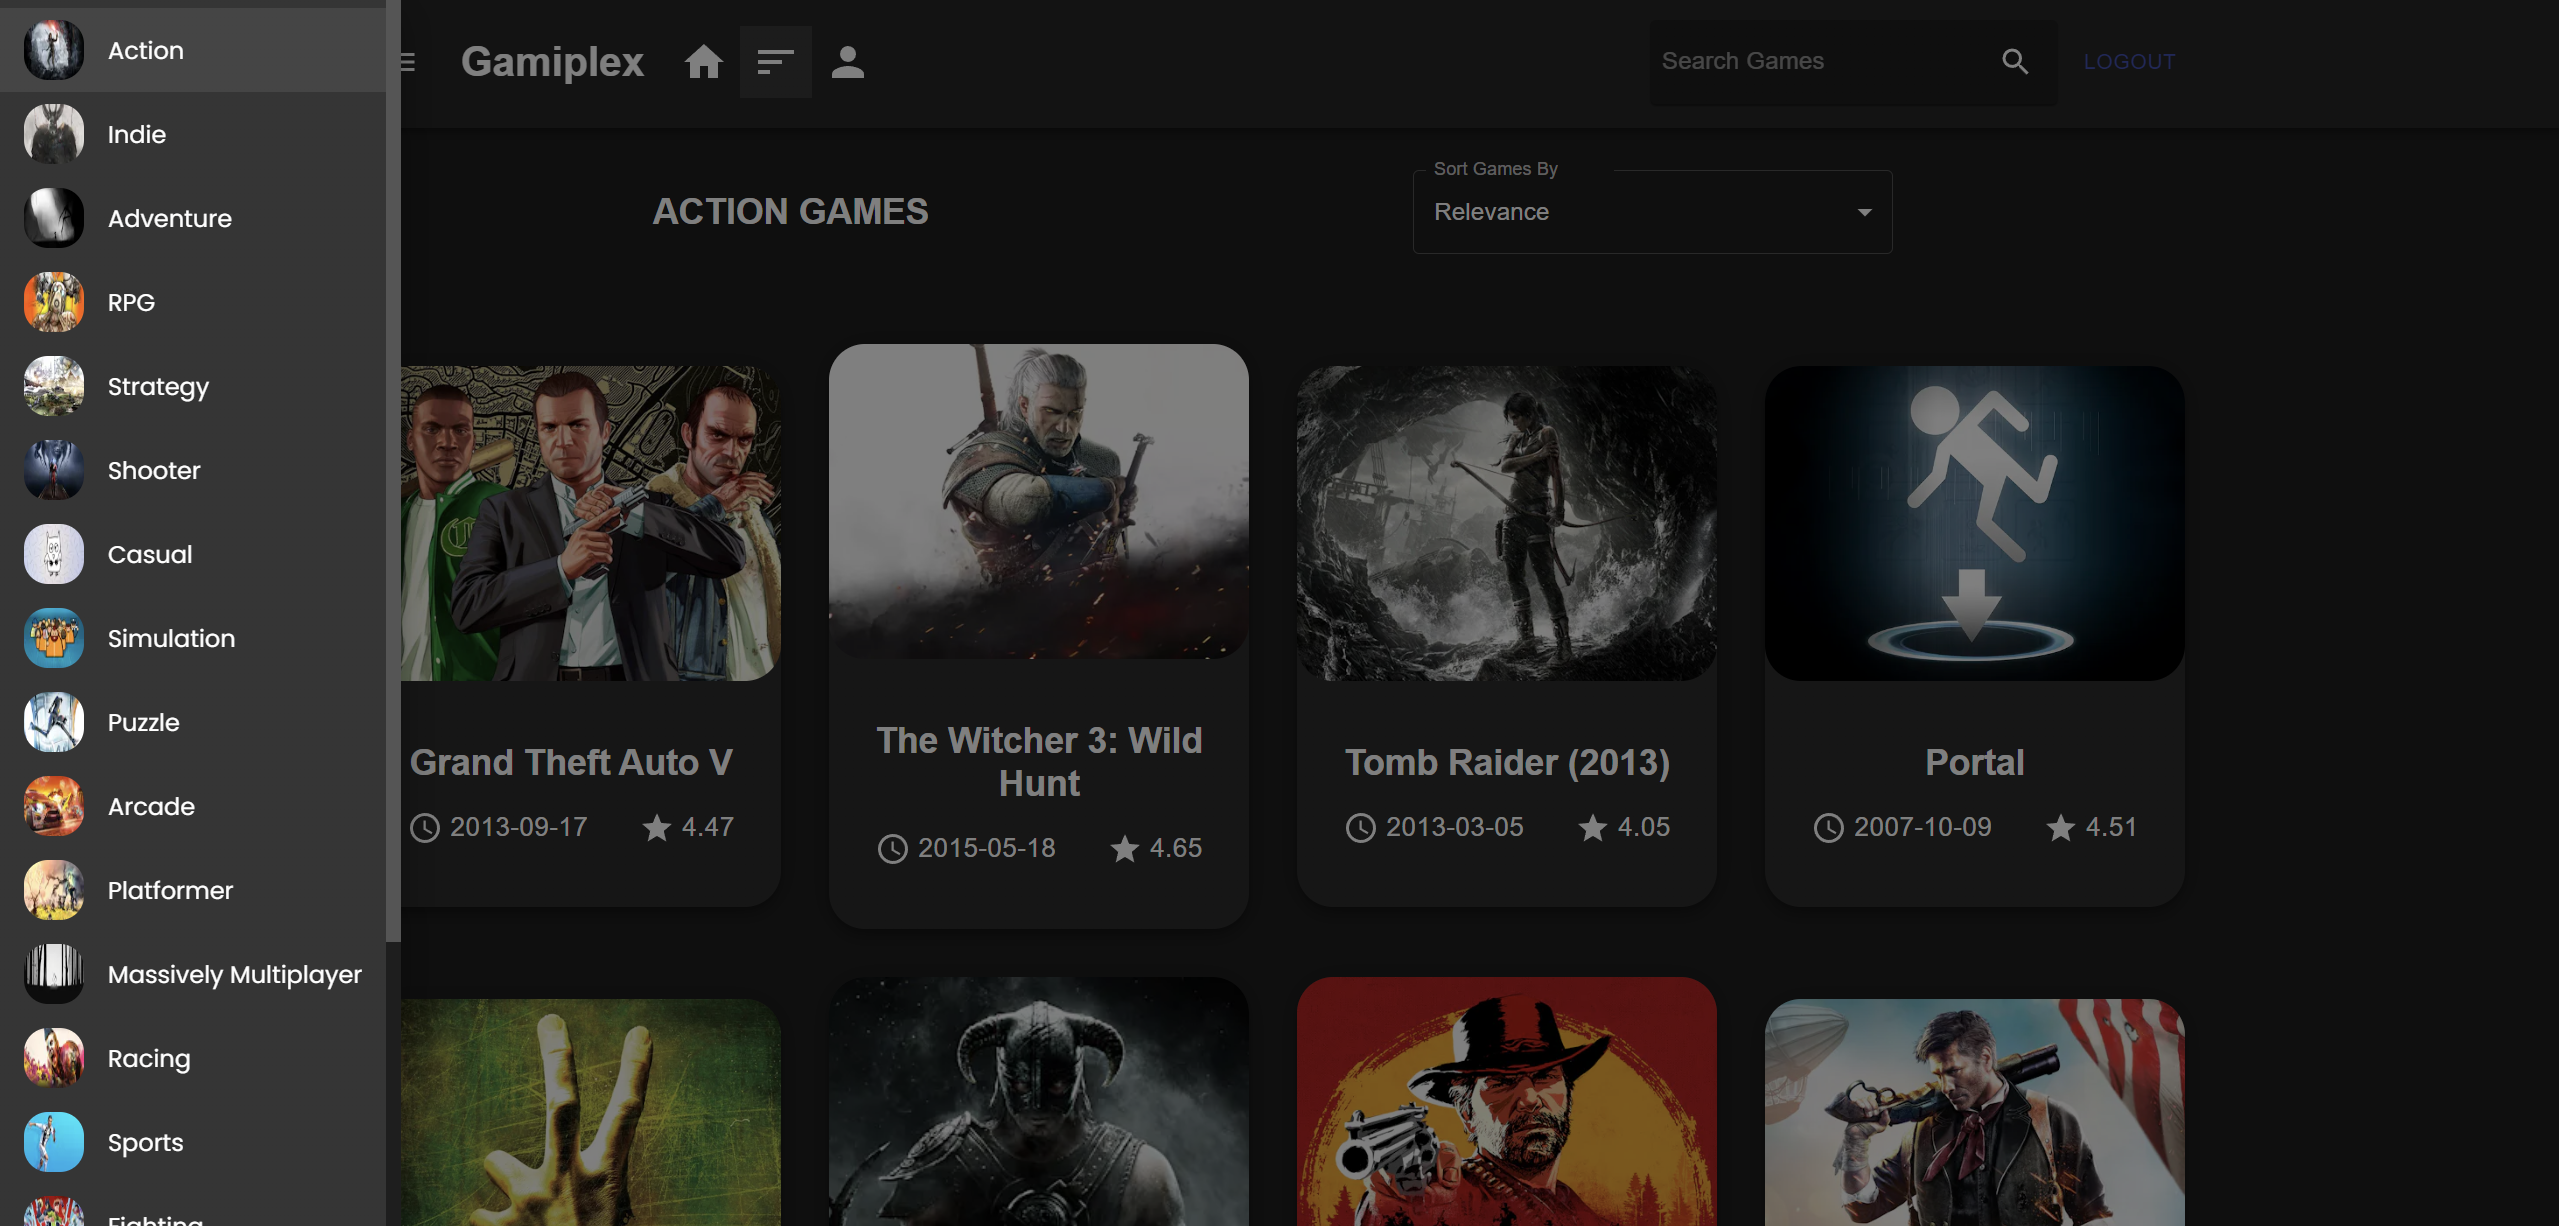 Action
Indie
Adventure
RPG
Strategy
Shooter
Casual
Simulation
Puzzle
Arcade
Platformer
Massively Multiplayer
Racing
Sports
Fighting
Gamiplex
Search Games
LOGOUT
ACTION GAMES
Sort Games By
Relevance
Grand Theft Auto V
2013-09-17 4.47
The Witcher 3: Wild
Hunt
2015-05-18 4.65
Tomb Raider (2013)
2013-03-05 4.05
Portal
2007-10-09 4.51